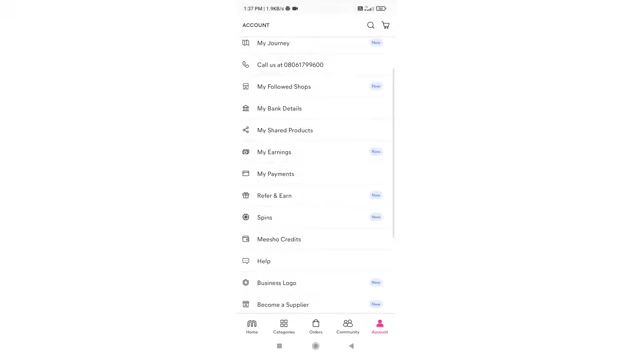 1:37 PM | 1.9KB/s
ACCOUNT
My Journey New
Call us at 08061799600
My Followed Shops New
My Bank Details
My Shared Products
My Earnings New
My Payments
Refer & Earn New
Spins New
Meesho Credits
Help
Business Logo New
Become a Supplier New
Home Categories Orders Community Account